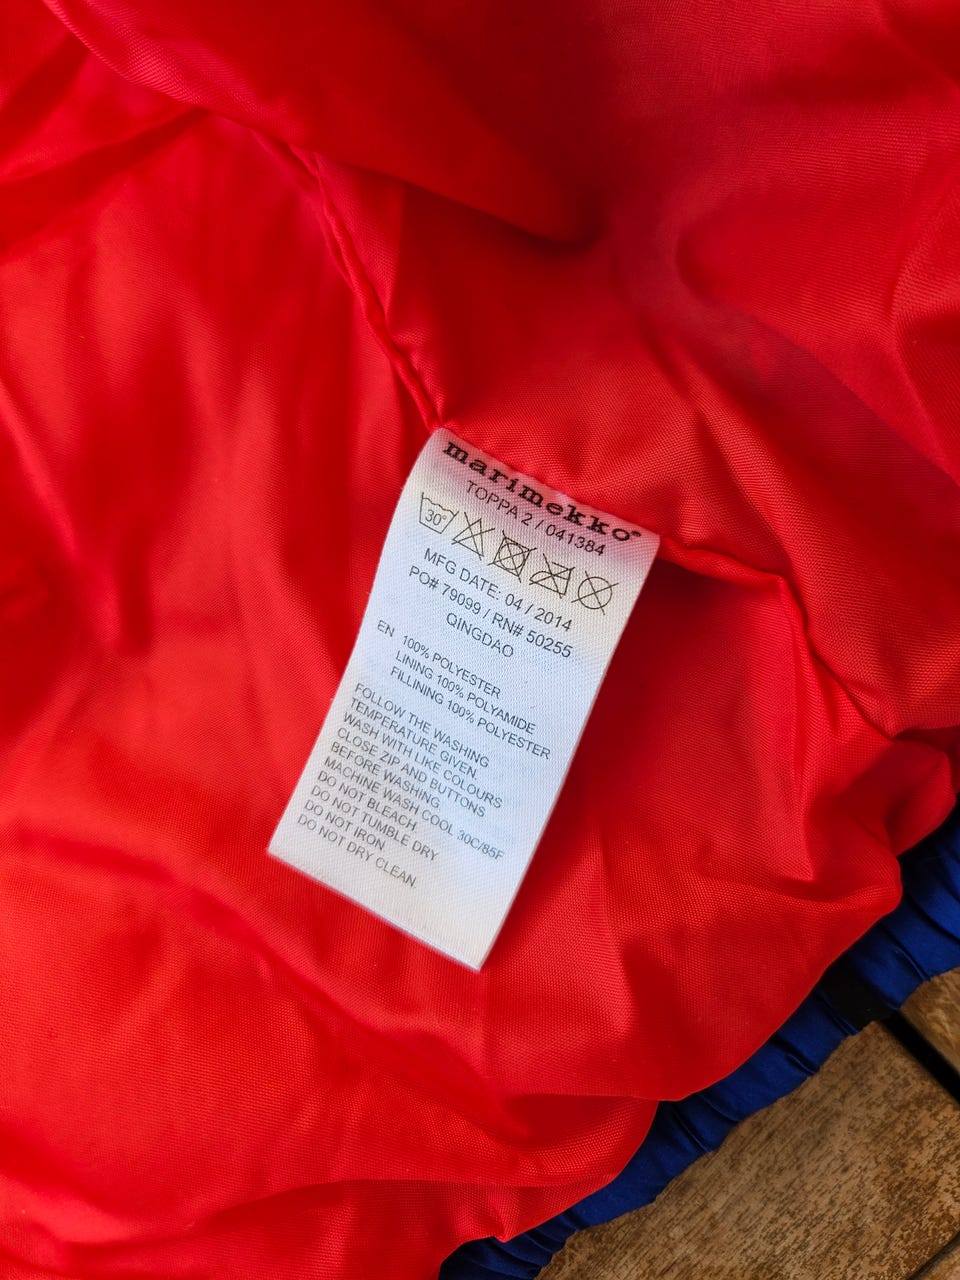 marimekko®
TOPPA 2 / 041384
30°
MFG DATE: 04 / 2014
PO# 79099 / RN# 50255
QINGDAO
EN 100% POLYESTER
LINING 100% POLYAMIDE
FILLINING 100% POLYESTER
FOLLOW THE WASHING
TEMPERATURE GIVEN.
WASH WITH LIKE COLOURS
CLOSE ZIP AND BUTTONS
BEFORE WASHING.
MACHINE WASH COOL 30C/85F
DO NOT BLEACH
DO NOT TUMBLE DRY
DO NOT IRON
DO NOT DRY CLEAN.